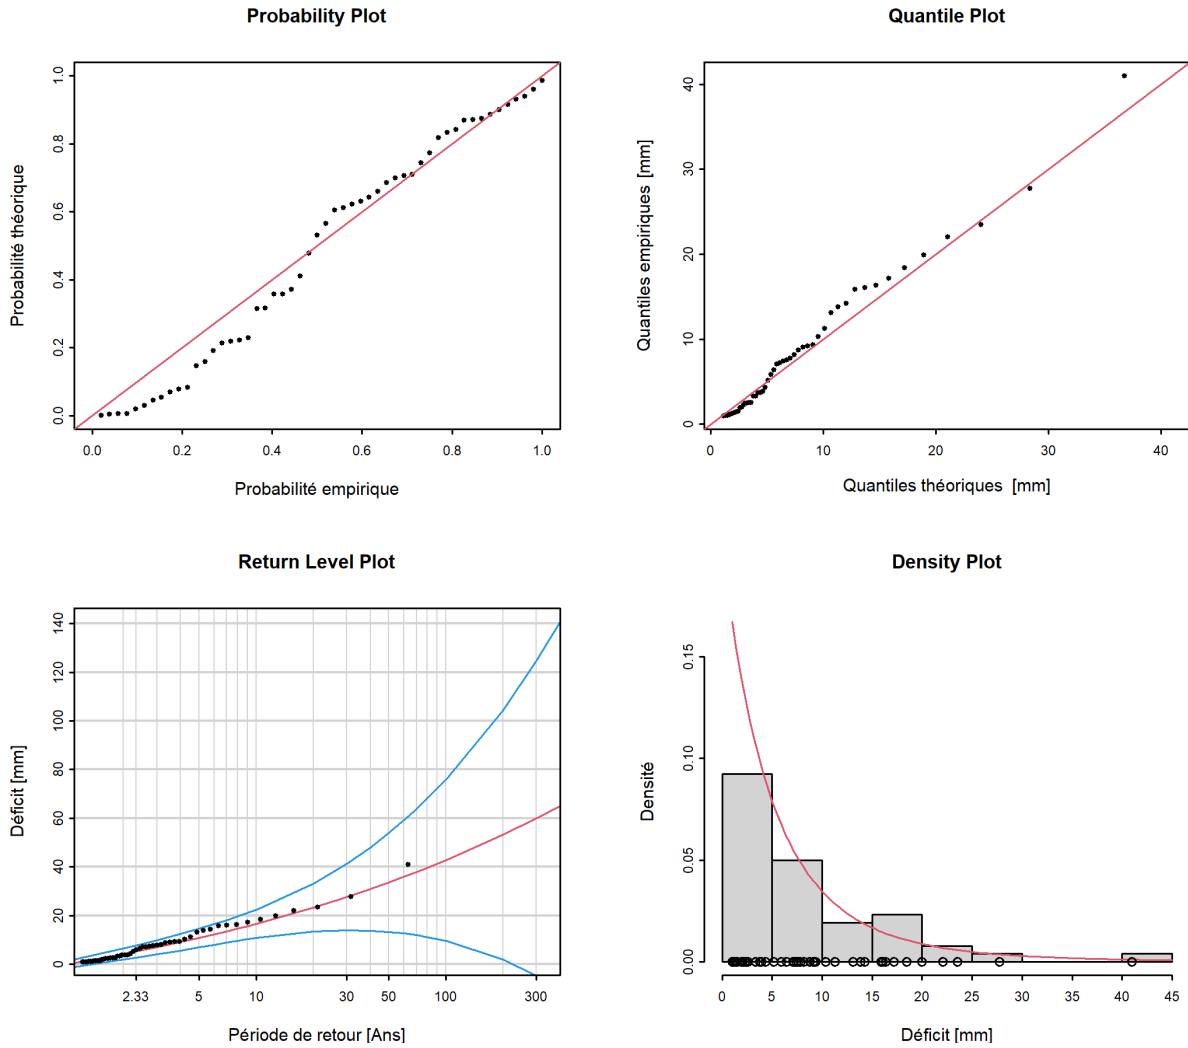 Probability Plot
Probabilité théorique
0.0 0.2 0.4 0.6 0.8 1.0
0.0 0.2 0.4 0.6 0.8 1.0
Probabilité empirique
Quantile Plot
Quantiles empiriques [mm]
0 10 20 30 40
0 10 20 30 40
Quantiles théoriques [mm]
Return Level Plot
Déficit [mm]
0 20 40 60 80 100 120 140
2.33 5 10 30 50 100 300
Période de retour [Ans]
Density Plot
Densité
0.00 0.05 0.10 0.15
0 5 10 15 20 25 30 35 40 45
Déficit [mm]